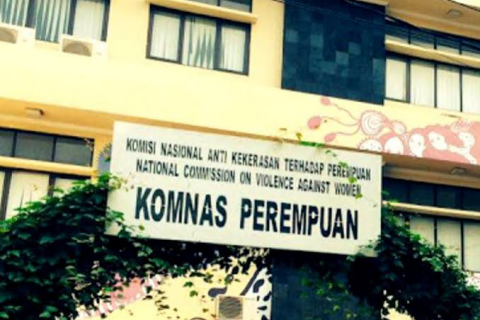 KOMISI NASIONAL ANTI KEKERASAN TERHADAP PEREMPUAN
NATIONAL COMMISSION ON VIOLENCE AGAINST WOMEN
KOMNAS PEREMPUAN